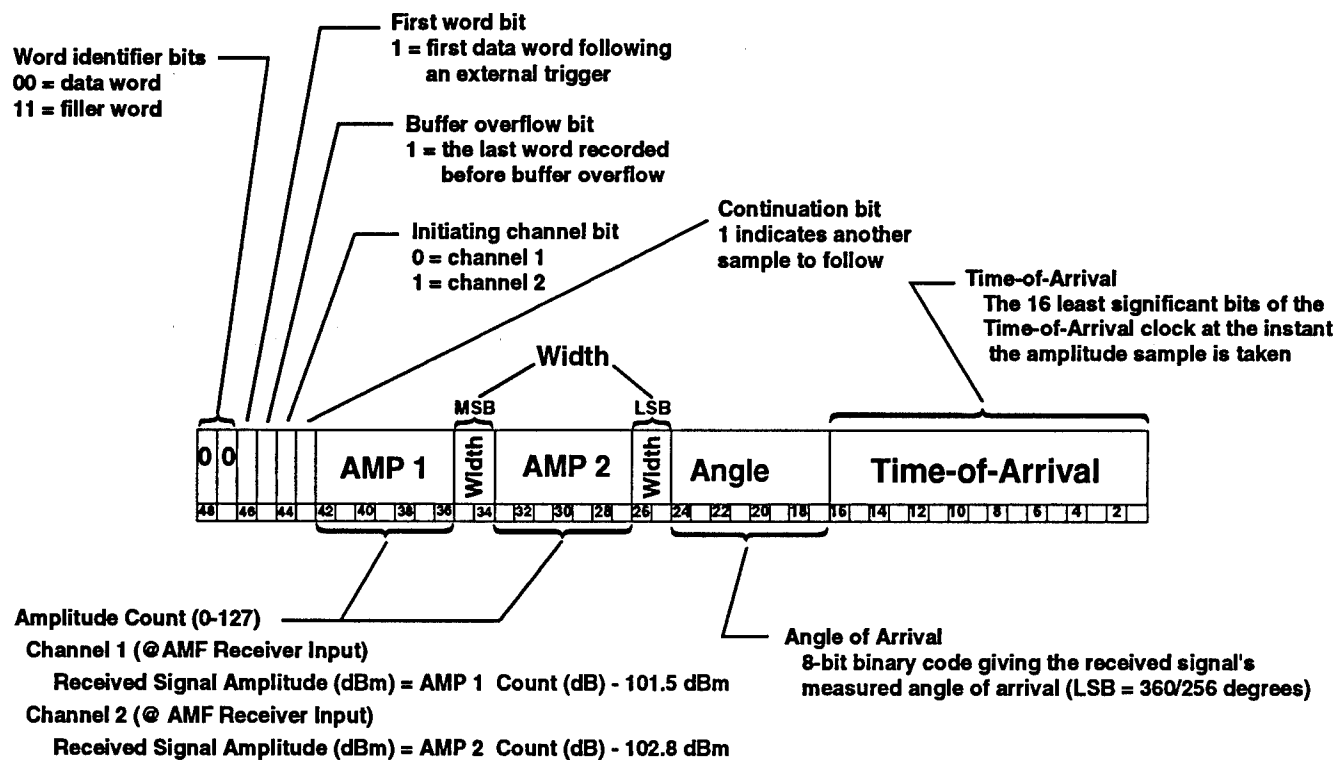 First word bit
1 = first data word following
an external trigger
Word identifier bits
00 = data word
11 = filler word
Buffer overflow bit
1 = the last word recorded
before buffer overflow
Initiating channel bit
0 = channel 1
1 = channel 2
Continuation bit
1 indicates another
sample to follow
Time-of-Arrival
The 16 least significant bits of the
Time-of-Arrival clock at the instant
the amplitude sample is taken
Width
MSB LSB
0 0 AMP 1 Width AMP 2 Width Angle Time-of-Arrival
48 46 44 42 40 38 36 34 32 30 28 26 24 22 20 18 16 14 12 10 8 6 4 2
Amplitude Count (0-127)
Channel 1 (@AMF Receiver Input)
Received Signal Amplitude (dBm) = AMP 1 Count (dB) - 101.5 dBm
Channel 2 (@ AMF Receiver Input)
Received Signal Amplitude (dBm) = AMP 2 Count (dB) - 102.8 dBm
Angle of Arrival
8-bit binary code giving the received signal's
measured angle of arrival (LSB = 360/256 degrees)